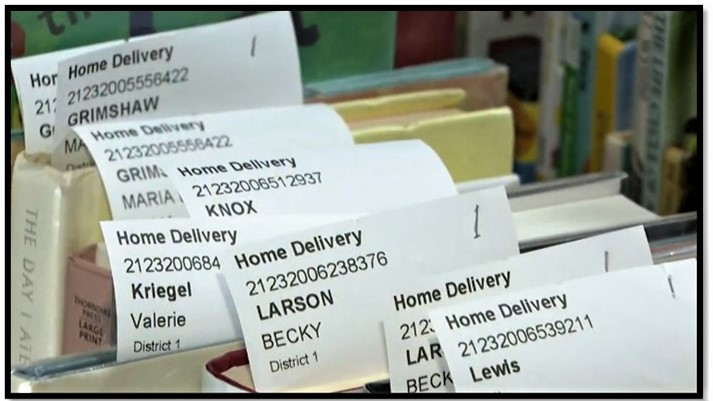 Home Delivery
21232005556422
GRIMSHAW
Home Delivery
21232005556422
MARIA
Home Delivery
21232006512937
KNOX
Home Delivery
2123200684
Kriegel
Valerie
District 1
Home Delivery
21232006238376
LARSON
BECKY
District 1
1
Home Delivery
Home Delivery
21232006539211
Lewis
THE DAY I ATE
THORNDIKE
PRESS
LARGE
PRINT